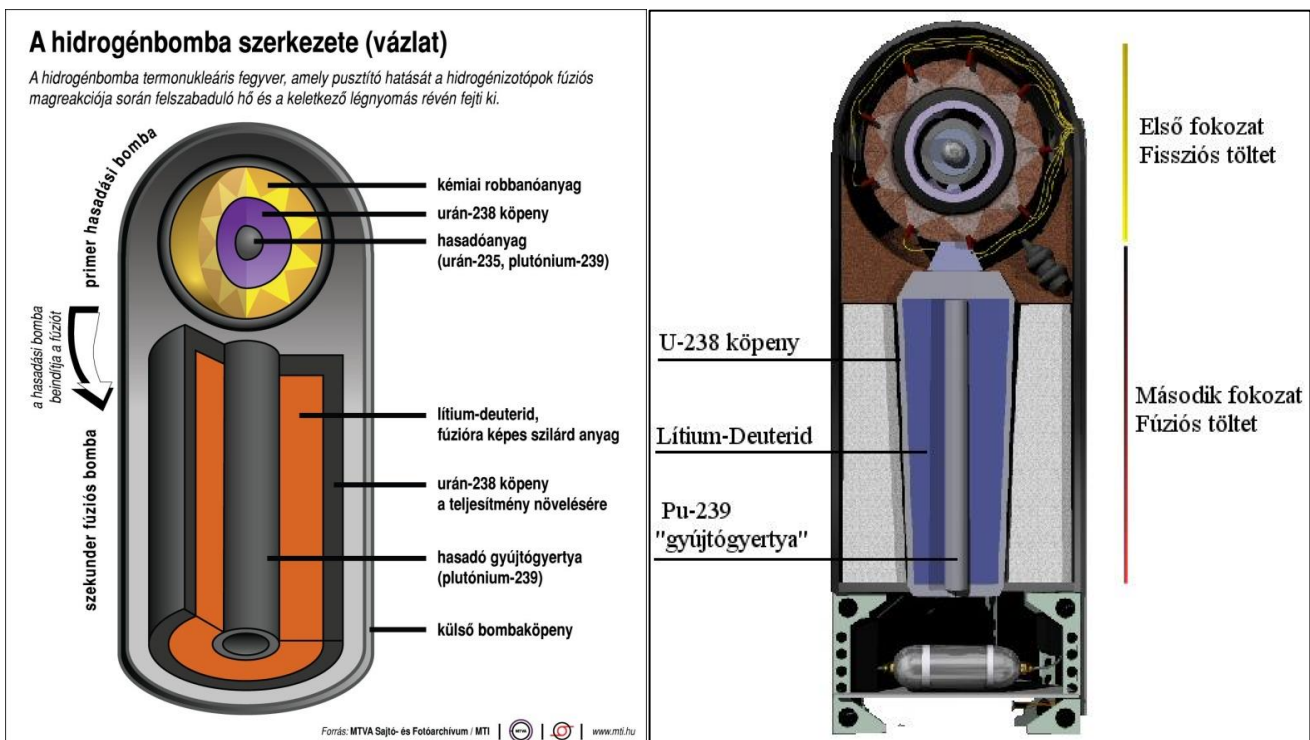 A hidrogénbomba szerkezete (vázlat)
A hidrogénbomba termonukleáris fegyver, amely pusztító hatását a hidrogénizotópok fúziós
magreakciója során felszabaduló hő és a keletkező légnyomás révén fejti ki.
primer hasadási bomba
kémiai robbanóanyag
urán-238 köpeny
hasadóanyag
(urán-235, plutónium-239)
a hasadási bomba
beindítja a fúziót
szekunder fúziós bomba
lítium-deuterid,
fúzióra képes szilárd anyag
urán-238 köpeny
a teljesítmény növelésére
hasadó gyújtógyertya
(plutónium-239)
külső bombaköpeny
Forrás: MTVA Sajtó- és Fotóarchívum / MTI
MTVA
www.mti.hu
Első fokozat
Fissziós töltet
U-238 köpeny
Lítium-Deuterid
Pu-239
"gyújtógyertya"
Második fokozat
Fúziós töltet